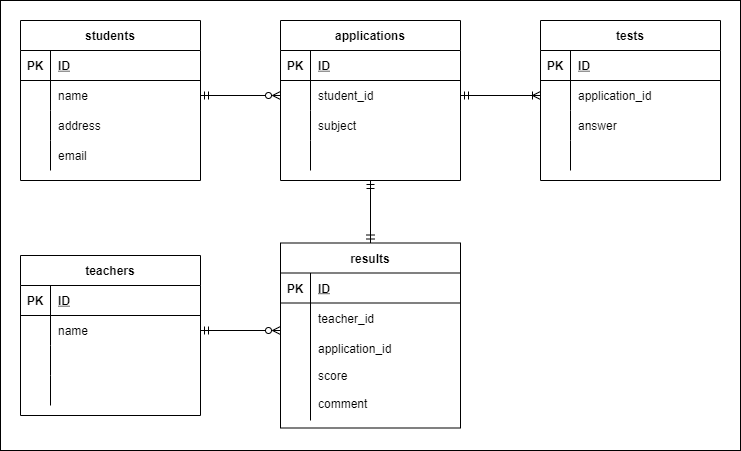 students
PK ID
name
address
email
applications
PK ID
student_id
subject
tests
PK ID
application_id
answer
teachers
PK ID
name
results
PK ID
teacher_id
application_id
score
comment